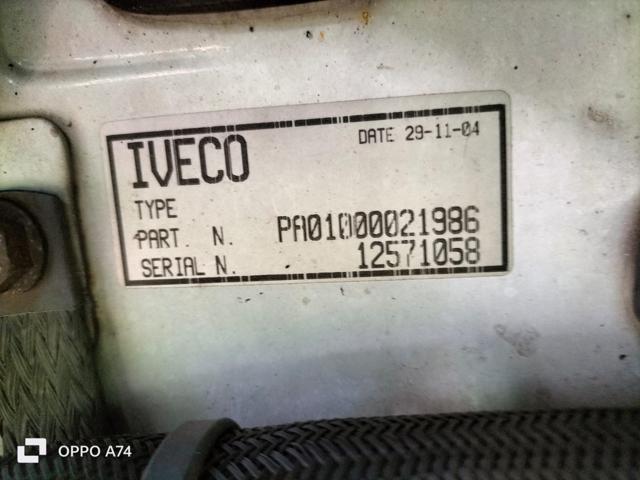 IVECO
DATE 29-11-04
TYPE
PART. N. PA01000021986
SERIAL N. 12571058
OPPO A74